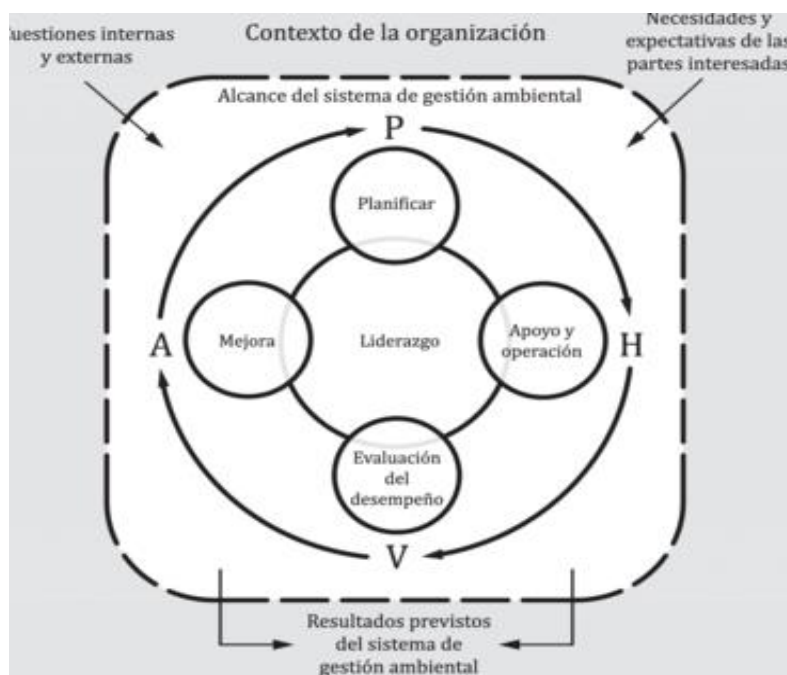 Cuestiones internas
y externas
Contexto de la organización
Necesidades y
expectativas de las
partes interesadas
Alcance del sistema de gestión ambiental
P
Planificar
A
Mejora
Liderazgo
Apoyo y
operación
H
Evaluación
del
desempeño
V
Resultados previstos
del sistema de
gestión ambiental